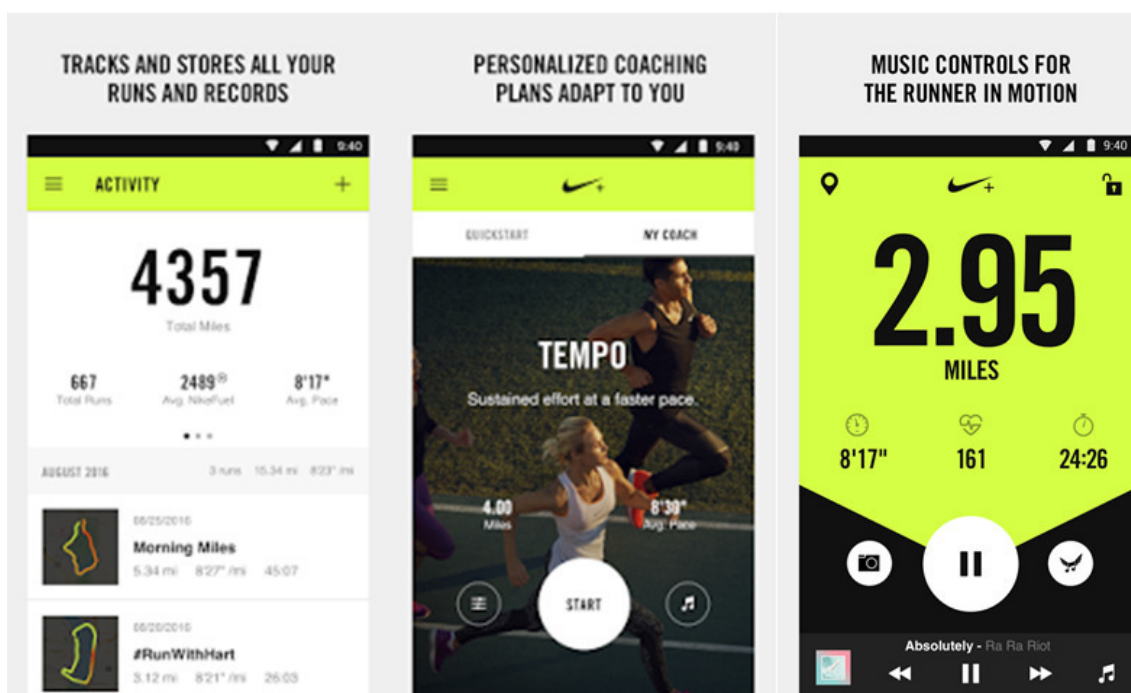 TRACKS AND STORES ALL YOUR
RUNS AND RECORDS
9:40
ACTIVITY
4357
Total Miles
667
Total Runs
2489
Avg. NikeFuel
8'17"
Avg. Pace
AUGUST 2016
3 runs 15.34 mi 8'23" /mi
08/25/2016
Morning Miles
5.34 mi 8'27" /mi 45:07
08/20/2016
#RunWithHart
3.12 mi 8'21" /mi 26:03
PERSONALIZED COACHING
PLANS ADAPT TO YOU
9:40
QUICKSTART
MY COACH
TEMPO
Sustained effort at a faster pace.
4.00
Miles
8'30"
Avg. Pace
START
MUSIC CONTROLS FOR
THE RUNNER IN MOTION
9:40
2.95
MILES
8'17"
161
24:26
Absolutely - Ra Ra Riot